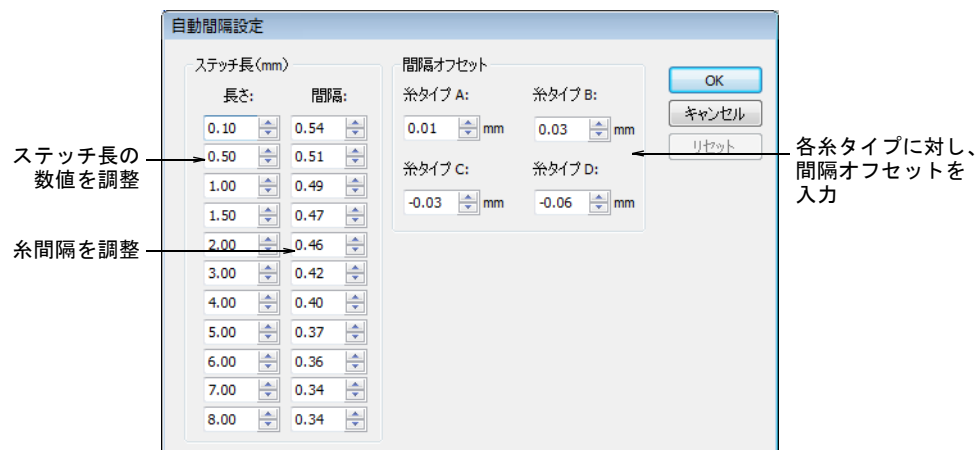 自動間隔設定
ステッチ長(mm)
長さ: 間隔:
0.10 0.54
0.50 0.51
1.00 0.49
1.50 0.47
2.00 0.46
3.00 0.42
4.00 0.40
5.00 0.37
6.00 0.36
7.00 0.34
8.00 0.34
間隔オフセット
糸タイプ A: 糸タイプ B:
0.01 mm 0.03 mm
糸タイプ C: 糸タイプ D:
-0.03 mm -0.06 mm
OK
キャンセル
リセット
ステッチ長の
数値を調整
糸間隔を調整
各糸タイプに対し、
間隔オフセットを
入力